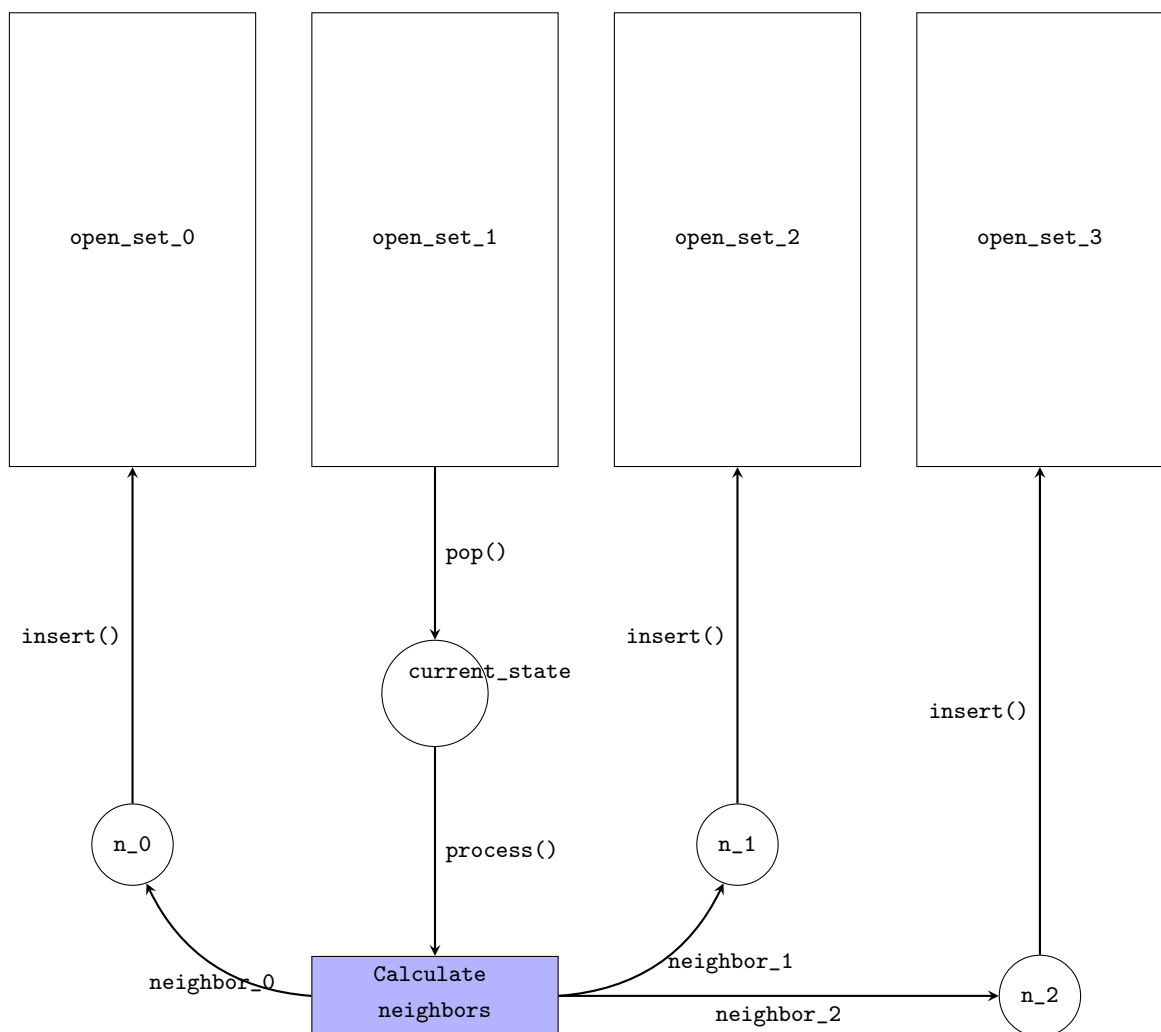 open_set_0
open_set_1
open_set_2
open_set_3
pop()
insert()
insert()
current_state
insert()
n_0
n_1
process()
neighbor_0
Calculate
neighbors
neighbor_1
neighbor_2
n_2